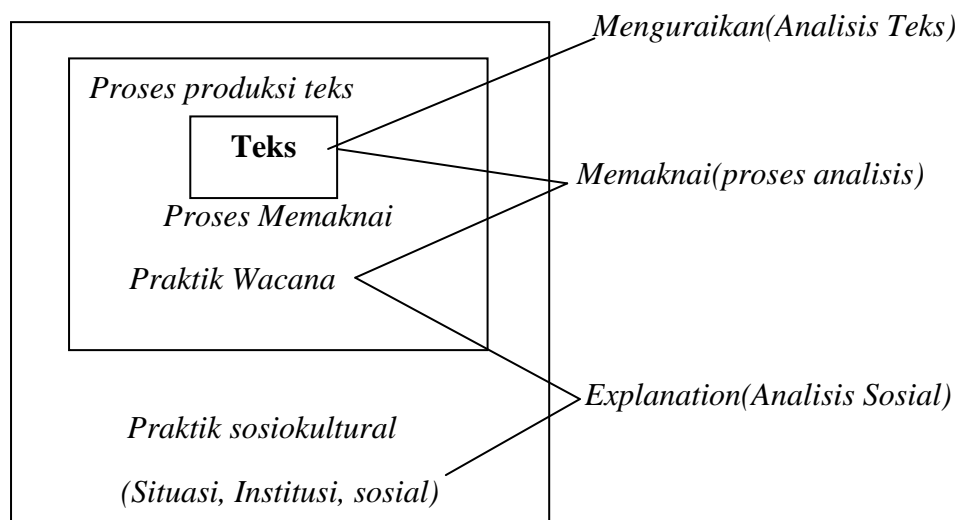 Menguraikan(Analisis Teks)
Proses produksi teks
Teks
Memaknai(proses analisis)
Proses Memaknai
Praktik Wacana
Explanation(Analisis Sosial)
Praktik sosiokultural
(Situasi, Institusi, sosial)